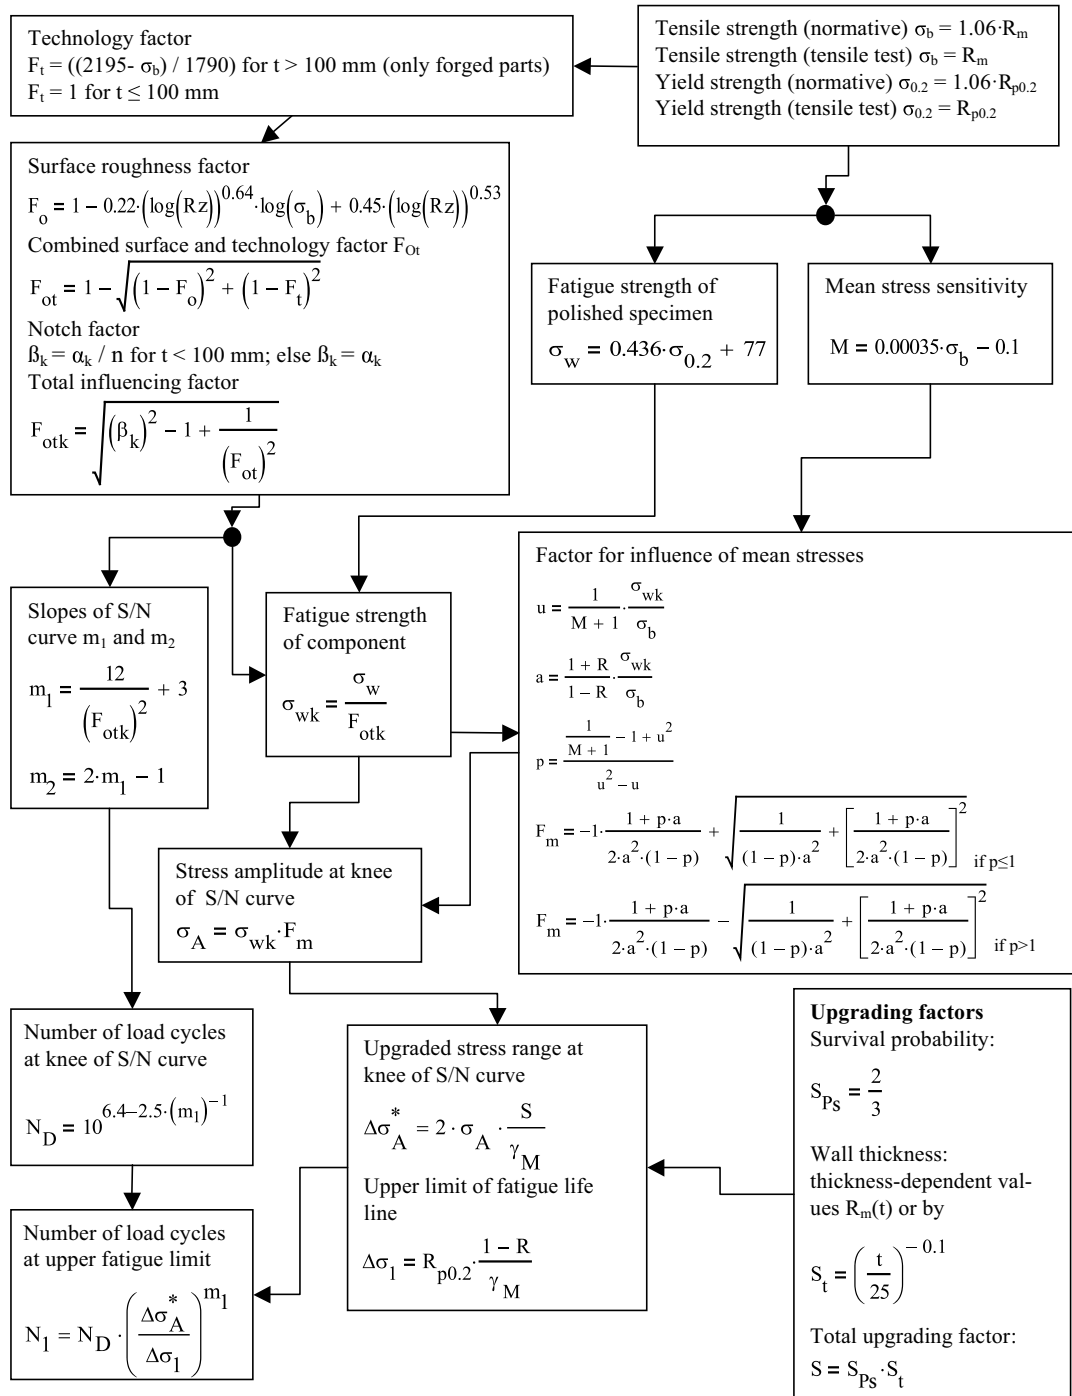 Technology factor
F_t = ((2195- σ_b) / 1790) for t > 100 mm (only forged parts)
F_t = 1 for t ≤ 100 mm
Tensile strength (normative) σ_b = 1.06·R_m
Tensile strength (tensile test) σ_b = R_m
Yield strength (normative) σ_0.2 = 1.06·R_p0.2
Yield strength (tensile test) σ_0.2 = R_p0.2
Surface roughness factor
F_o = 1 − 0.22·(log(Rz))^0.64·log(σ_b) + 0.45·(log(Rz))^0.53
Combined surface and technology factor F_Ot
F_ot = 1 − √((1 − F_o)^2 + (1 − F_t)^2)
Notch factor
ß_k = α_k / n for t < 100 mm; else ß_k = α_k
Total influencing factor
F_otk = √((β_k)^2 − 1 + 1/(F_ot)^2)
Fatigue strength of
polished specimen
σ_w = 0.436·σ_0.2 + 77
Mean stress sensitivity
M = 0.00035·σ_b − 0.1
Slopes of S/N
curve m_1 and m_2
m_1 = 12/(F_otk)^2 + 3
m_2 = 2·m_1 − 1
Fatigue strength
of component
σ_wk = σ_w/F_otk
Factor for influence of mean stresses
u = 1/(M + 1)·σ_wk/σ_b
a = (1 + R)/(1 − R)·σ_wk/σ_b
p = (1/(M + 1) − 1 + u^2)/(u^2 − u)
F_m = −1·(1 + p·a)/(2·a^2·(1 − p)) + √(1/((1 − p)·a^2) + [(1 + p·a)/(2·a^2·(1 − p))]^2) if p≤1
F_m = −1·(1 + p·a)/(2·a^2·(1 − p)) − √(1/((1 − p)·a^2) + [(1 + p·a)/(2·a^2·(1 − p))]^2) if p>1
Stress amplitude at knee
of S/N curve
σ_A = σ_wk·F_m
Number of load cycles
at knee of S/N curve
N_D = 10^(6.4−2.5·(m_1)^−1)
Upgraded stress range at
knee of S/N curve
Δσ*_A = 2 · σ_A · S/γ_M
Upper limit of fatigue life
line
Δσ_1 = R_p0.2·(1 − R)/γ_M
Upgrading factors
Survival probability:
S_Ps = 2/3
Wall thickness:
thickness-dependent val-
ues R_m(t) or by
S_t = (t/25)^−0.1
Total upgrading factor:
S = S_Ps·S_t
Number of load cycles
at upper fatigue limit
N_1 = N_D · (Δσ*_A/Δσ_1)^m_1